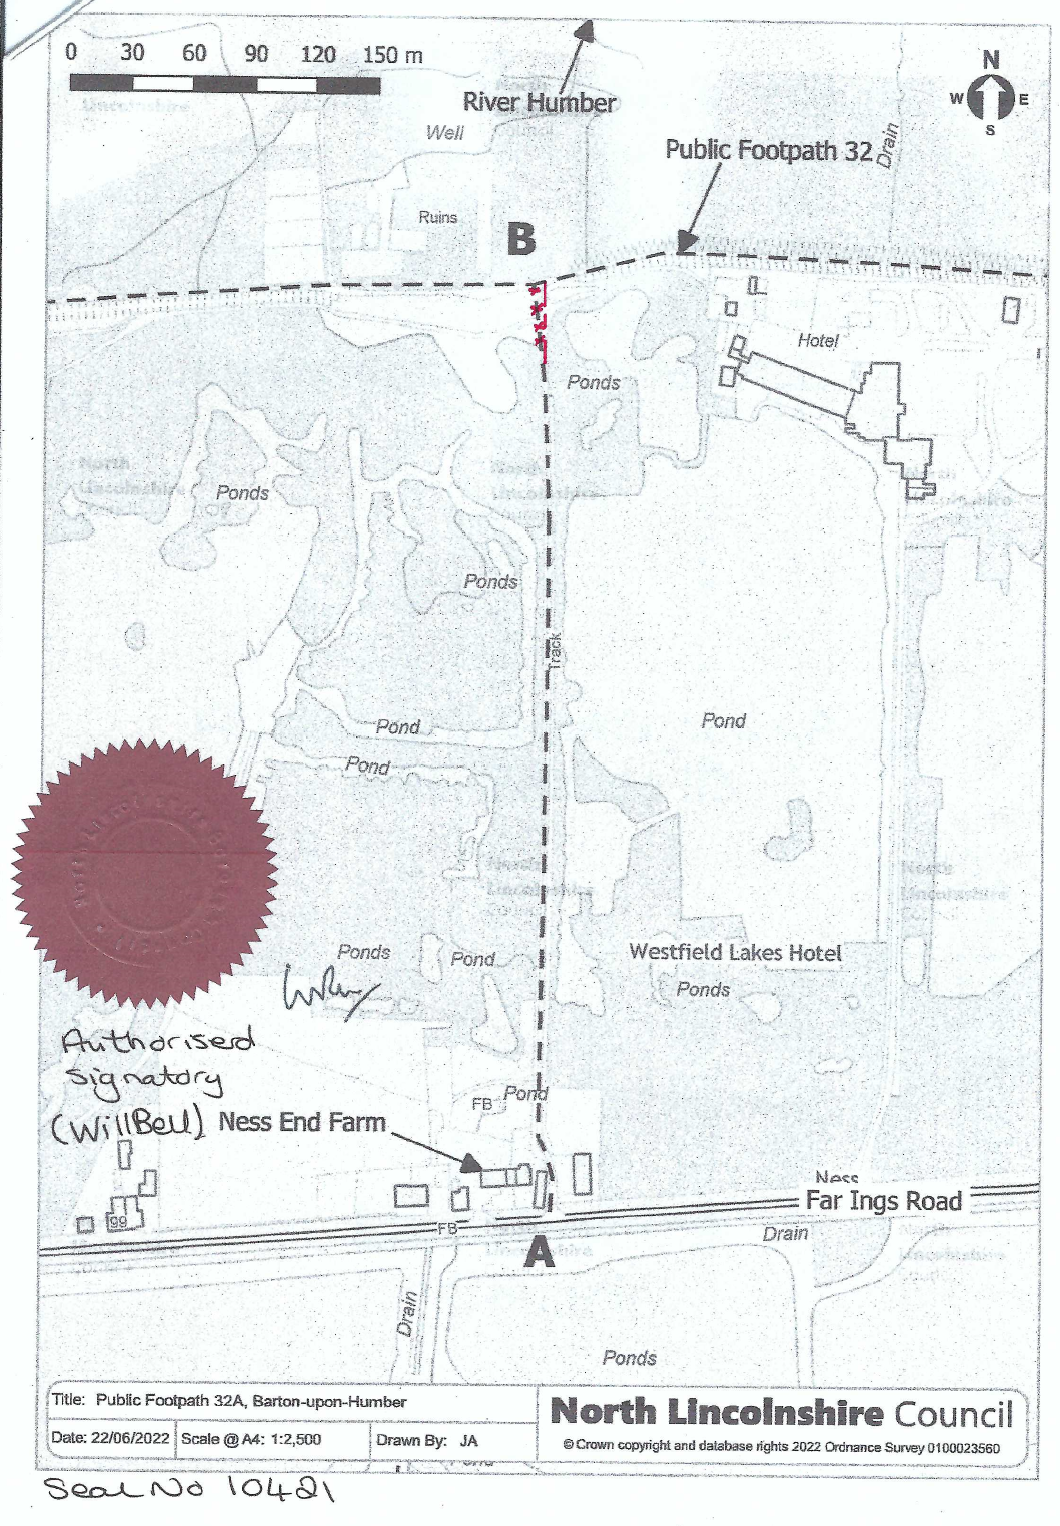 0 30 60 90 120 150 m
N
W E
S
River Humber
Well
Public Footpath 32
Drain
Ruins
B
Hotel
Ponds
Ponds
Ponds
Track
Pond
Pond
Pond
Ponds
Pond
Westfield Lakes Hotel
Ponds
Authorised
Signatory
(Will Bell)
Pond
FB
Ness End Farm
Ness
Far Ings Road
99
FB
A
Drain
Drain
Ponds
Title: Public Footpath 32A, Barton-upon-Humber
Date: 22/06/2022
Scale @ A4: 1:2,500
Drawn By: JA
North Lincolnshire Council
© Crown copyright and database rights 2022 Ordnance Survey 0100023560
Seal No 10421